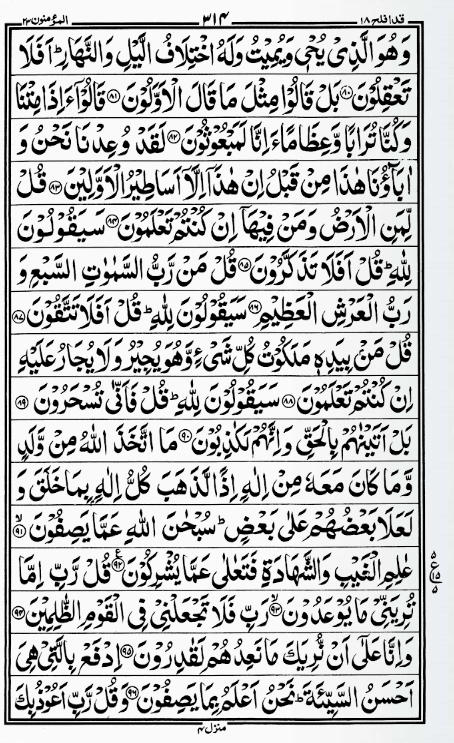 قد افلح ۱۸ ۳۱۴ المؤمنون ۲۳
وَهُوَ الَّذِیْ یُحْیٖ وَیُمِیْتُ وَلَهُ اخْتِلَافُ الَّیْلِ وَالنَّهَارِؕ اَفَلَا
تَعْقِلُوْنَ۸۰ بَلْ قَالُوْا مِثْلَ مَا قَالَ الْاَوَّلُوْنَ۸۱ قَالُوْۤا ءَاِذَا مِتْنَا
وَكُنَّا تُرَابًا وَّعِظَامًا ءَاِنَّا لَمَبْعُوْثُوْنَ۸۲ لَقَدْ وُعِدْنَا نَحْنُ وَ
اٰبَآؤُنَا هٰذَا مِنْ قَبْلُ اِنْ هٰذَاۤ اِلَّاۤ اَسَاطِیْرُ الْاَوَّلِیْنَ۸۳ قُلْ
لِّمَنِ الْاَرْضُ وَمَنْ فِیْهَاۤ اِنْ كُنْتُمْ تَعْلَمُوْنَ۸۴ سَیَقُوْلُوْنَ
لِلّٰهِؕ قُلْ اَفَلَا تَذَكَّرُوْنَ۸۵ قُلْ مَنْ رَّبُّ السَّمٰوٰتِ السَّبْعِ وَ
رَبُّ الْعَرْشِ الْعَظِیْمِ۸۶ سَیَقُوْلُوْنَ لِلّٰهِؕ قُلْ اَفَلَا تَتَّقُوْنَ۸۷
قُلْ مَنْۢ بِیَدِهٖ مَلَكُوْتُ كُلِّ شَیْءٍ وَّهُوَ یُجِیْرُ وَلَا یُجَارُ عَلَیْهِ
اِنْ كُنْتُمْ تَعْلَمُوْنَ۸۸ سَیَقُوْلُوْنَ لِلّٰهِؕ قُلْ فَاَنّٰی تُسْحَرُوْنَ۸۹
بَلْ اَتَیْنٰهُمْ بِالْحَقِّ وَاِنَّهُمْ لَكٰذِبُوْنَ۹۰ مَا اتَّخَذَ اللّٰهُ مِنْ وَّلَدٍ
وَّمَا كَانَ مَعَهٗ مِنْ اِلٰهٍ اِذًا لَّذَهَبَ كُلُّ اِلٰهٍۭ بِمَا خَلَقَ وَ
لَعَلَا بَعْضُهُمْ عَلٰی بَعْضٍؕ سُبْحٰنَ اللّٰهِ عَمَّا یَصِفُوْنَ۹۱
عٰلِمِ الْغَیْبِ وَالشَّهَادَةِ فَتَعٰلٰی عَمَّا یُشْرِكُوْنَ۹۲ قُلْ رَّبِّ اِمَّا
تُرِیَنِّیْ مَا یُوْعَدُوْنَ۹۳ رَبِّ فَلَا تَجْعَلْنِیْ فِی الْقَوْمِ الظّٰلِمِیْنَ۹۴
وَاِنَّا عَلٰۤی اَنْ نُّرِیَكَ مَا نَعِدُهُمْ لَقٰدِرُوْنَ۹۵ اِدْفَعْ بِالَّتِیْ هِیَ
اَحْسَنُ السَّیِّئَةَؕ نَحْنُ اَعْلَمُ بِمَا یَصِفُوْنَ۹۶ وَقُلْ رَّبِّ اَعُوْذُ بِكَ
۵ ع ۱۵ ۵
منزل ۴